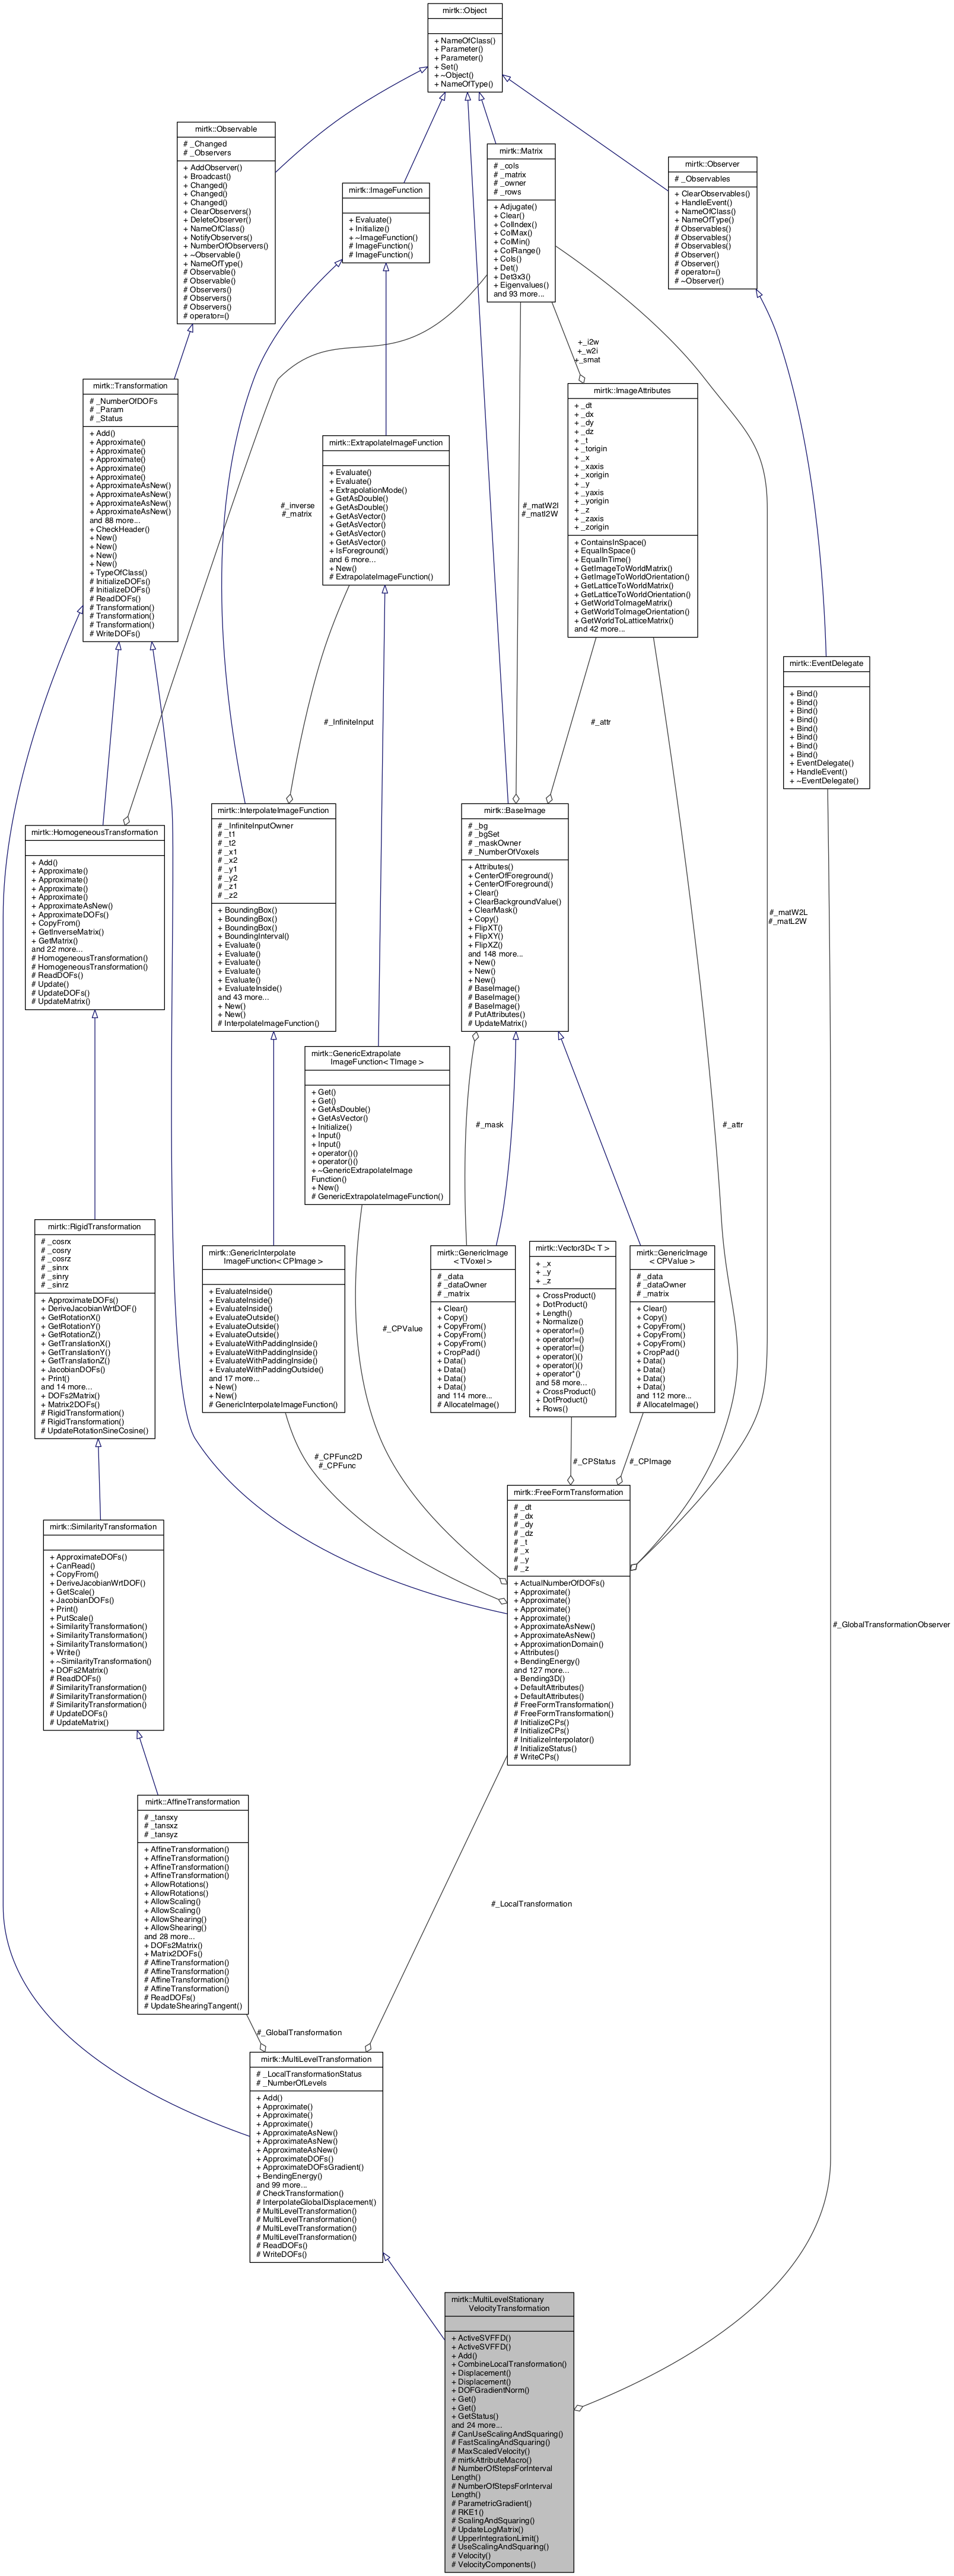 mirtk::Object
+ NameOfClass()
+ Parameter()
+ Parameter()
+ Set()
+ ~Object()
+ NameOfType()
mirtk::Observable
# _Changed
# _Observers
+ AddObserver()
+ Broadcast()
+ Changed()
+ Changed()
+ Changed()
+ ClearObservers()
+ DeleteObserver()
+ NameOfClass()
+ NotifyObservers()
+ NumberOfObservers()
+ ~Observable()
+ NameOfType()
# Observable()
# Observable()
# Observers()
# Observers()
# Observers()
# operator=()
mirtk::ImageFunction
+ Evaluate()
+ Initialize()
+ ~ImageFunction()
# ImageFunction()
# ImageFunction()
mirtk::Matrix
# _cols
# _matrix
# _owner
# _rows
+ Adjugate()
+ Clear()
+ ColIndex()
+ ColMax()
+ ColMin()
+ ColRange()
+ Cols()
+ Det()
+ Det3x3()
+ Eigenvalues()
and 93 more...
mirtk::Observer
# _Observables
+ ClearObservables()
+ HandleEvent()
+ NameOfClass()
+ NameOfType()
# Observables()
# Observables()
# Observables()
# Observer()
# Observer()
# operator=()
# ~Observer()
+_i2w
+_w2i
+_smat
mirtk::Transformation
# _NumberOfDOFs
# _Param
# _Status
+ Add()
+ Approximate()
+ Approximate()
+ Approximate()
+ Approximate()
+ Approximate()
+ ApproximateAsNew()
+ ApproximateAsNew()
+ ApproximateAsNew()
+ ApproximateAsNew()
and 88 more...
+ CheckHeader()
+ New()
+ New()
+ New()
+ New()
+ TypeOfClass()
# InitializeDOFs()
# InitializeDOFs()
# ReadDOFs()
# Transformation()
# Transformation()
# Transformation()
# WriteDOFs()
mirtk::ExtrapolateImageFunction
+ Evaluate()
+ Evaluate()
+ ExtrapolationMode()
+ GetAsDouble()
+ GetAsDouble()
+ GetAsVector()
+ GetAsVector()
+ GetAsVector()
+ GetAsVector()
+ IsForeground()
and 6 more...
+ New()
# ExtrapolateImageFunction()
mirtk::ImageAttributes
+ _dt
+ _dx
+ _dy
+ _dz
+ _t
+ _torigin
+ _x
+ _xaxis
+ _xorigin
+ _y
+ _yaxis
+ _yorigin
+ _z
+ _zaxis
+ _zorigin
+ ContainsInSpace()
+ EqualInSpace()
+ EqualInTime()
+ GetImageToWorldMatrix()
+ GetImageToWorldOrientation()
+ GetLatticeToWorldMatrix()
+ GetLatticeToWorldOrientation()
+ GetWorldToImageMatrix()
+ GetWorldToImageOrientation()
+ GetWorldToLatticeMatrix()
and 42 more...
#_inverse
#_matrix
#_matW2I
#_matI2W
mirtk::EventDelegate
+ Bind()
+ Bind()
+ Bind()
+ Bind()
+ Bind()
+ Bind()
+ Bind()
+ Bind()
+ EventDelegate()
+ HandleEvent()
+ ~EventDelegate()
#_InfiniteInput
#_attr
mirtk::HomogeneousTransformation
+ Add()
+ Approximate()
+ Approximate()
+ Approximate()
+ Approximate()
+ ApproximateAsNew()
+ ApproximateDOFs()
+ CopyFrom()
+ GetInverseMatrix()
+ GetMatrix()
and 22 more...
# HomogeneousTransformation()
# HomogeneousTransformation()
# ReadDOFs()
# Update()
# UpdateDOFs()
# UpdateMatrix()
mirtk::InterpolateImageFunction
# _InfiniteInputOwner
# _t1
# _t2
# _x1
# _x2
# _y1
# _y2
# _z1
# _z2
+ BoundingBox()
+ BoundingBox()
+ BoundingBox()
+ BoundingInterval()
+ Evaluate()
+ Evaluate()
+ Evaluate()
+ Evaluate()
+ Evaluate()
+ EvaluateInside()
and 43 more...
+ New()
+ New()
# InterpolateImageFunction()
mirtk::BaseImage
# _bg
# _bgSet
# _maskOwner
# _NumberOfVoxels
+ Attributes()
+ CenterOfForeground()
+ CenterOfForeground()
+ Clear()
+ ClearBackgroundValue()
+ ClearMask()
+ Copy()
+ FlipXT()
+ FlipXY()
+ FlipXZ()
and 148 more...
+ New()
+ New()
+ New()
# BaseImage()
# BaseImage()
# BaseImage()
# PutAttributes()
# UpdateMatrix()
#_matW2L
#_matL2W
mirtk::GenericExtrapolate
ImageFunction< TImage >
+ Get()
+ Get()
+ GetAsDouble()
+ GetAsVector()
+ Initialize()
+ Input()
+ Input()
+ operator()()
+ operator()()
+ ~GenericExtrapolateImage
Function()
+ New()
# GenericExtrapolateImageFunction()
#_mask
#_attr
mirtk::RigidTransformation
# _cosrx
# _cosry
# _cosrz
# _sinrx
# _sinry
# _sinrz
+ ApproximateDOFs()
+ DeriveJacobianWrtDOF()
+ GetRotationX()
+ GetRotationY()
+ GetRotationZ()
+ GetTranslationX()
+ GetTranslationY()
+ GetTranslationZ()
+ JacobianDOFs()
+ Print()
and 14 more...
+ DOFs2Matrix()
+ Matrix2DOFs()
# RigidTransformation()
# RigidTransformation()
# UpdateRotationSineCosine()
mirtk::GenericInterpolate
ImageFunction< CPImage >
+ EvaluateInside()
+ EvaluateInside()
+ EvaluateInside()
+ EvaluateOutside()
+ EvaluateOutside()
+ EvaluateOutside()
+ EvaluateWithPaddingInside()
+ EvaluateWithPaddingInside()
+ EvaluateWithPaddingInside()
+ EvaluateWithPaddingOutside()
and 17 more...
+ New()
+ New()
# GenericInterpolateImageFunction()
#_CPValue
mirtk::GenericImage
< TVoxel >
# _data
# _dataOwner
# _matrix
+ Clear()
+ Copy()
+ CopyFrom()
+ CopyFrom()
+ CopyFrom()
+ CropPad()
+ Data()
+ Data()
+ Data()
+ Data()
and 114 more...
# AllocateImage()
mirtk::Vector3D< T >
+ _x
+ _y
+ _z
+ CrossProduct()
+ DotProduct()
+ Length()
+ Normalize()
+ operator!=()
+ operator!=()
+ operator!=()
+ operator()()
+ operator()()
+ operator*()
and 58 more...
+ CrossProduct()
+ DotProduct()
+ Rows()
mirtk::GenericImage
< CPValue >
# _data
# _dataOwner
# _matrix
+ Clear()
+ Copy()
+ CopyFrom()
+ CopyFrom()
+ CopyFrom()
+ CropPad()
+ Data()
+ Data()
+ Data()
+ Data()
and 112 more...
# AllocateImage()
#_CPFunc2D
#_CPFunc
#_CPStatus
#_CPImage
mirtk::FreeFormTransformation
# _dt
# _dx
# _dy
# _dz
# _t
# _x
# _y
# _z
+ ActualNumberOfDOFs()
+ Approximate()
+ Approximate()
+ Approximate()
+ Approximate()
+ ApproximateAsNew()
+ ApproximateAsNew()
+ ApproximationDomain()
+ Attributes()
+ BendingEnergy()
and 127 more...
+ Bending3D()
+ DefaultAttributes()
+ DefaultAttributes()
# FreeFormTransformation()
# FreeFormTransformation()
# InitializeCPs()
# InitializeCPs()
# InitializeInterpolator()
# InitializeStatus()
# WriteCPs()
mirtk::SimilarityTransformation
+ ApproximateDOFs()
+ CanRead()
+ CopyFrom()
+ DeriveJacobianWrtDOF()
+ GetScale()
+ JacobianDOFs()
+ Print()
+ PutScale()
+ SimilarityTransformation()
+ SimilarityTransformation()
+ SimilarityTransformation()
+ Write()
+ ~SimilarityTransformation()
+ DOFs2Matrix()
# ReadDOFs()
# SimilarityTransformation()
# SimilarityTransformation()
# SimilarityTransformation()
# UpdateDOFs()
# UpdateMatrix()
#_GlobalTransformationObserver
mirtk::AffineTransformation
# _tansxy
# _tansxz
# _tansyz
+ AffineTransformation()
+ AffineTransformation()
+ AffineTransformation()
+ AffineTransformation()
+ AllowRotations()
+ AllowRotations()
+ AllowScaling()
+ AllowScaling()
+ AllowShearing()
+ AllowShearing()
and 28 more...
+ DOFs2Matrix()
+ Matrix2DOFs()
# AffineTransformation()
# AffineTransformation()
# AffineTransformation()
# AffineTransformation()
# ReadDOFs()
# UpdateShearingTangent()
#_LocalTransformation
#_GlobalTransformation
mirtk::MultiLevelTransformation
# _LocalTransformationStatus
# _NumberOfLevels
+ Add()
+ Approximate()
+ Approximate()
+ Approximate()
+ ApproximateAsNew()
+ ApproximateAsNew()
+ ApproximateAsNew()
+ ApproximateDOFs()
+ ApproximateDOFsGradient()
+ BendingEnergy()
and 99 more...
# CheckTransformation()
# InterpolateGlobalDisplacement()
# MultiLevelTransformation()
# MultiLevelTransformation()
# MultiLevelTransformation()
# MultiLevelTransformation()
# ReadDOFs()
# WriteDOFs()
mirtk::MultiLevelStationary
VelocityTransformation
+ ActiveSVFFD()
+ ActiveSVFFD()
+ Add()
+ CombineLocalTransformation()
+ Displacement()
+ Displacement()
+ DOFGradientNorm()
+ Get()
+ Get()
+ GetStatus()
and 24 more...
# CanUseScalingAndSquaring()
# FastScalingAndSquaring()
# MaxScaledVelocity()
# mirtkAttributeMacro()
# NumberOfStepsForInterval
Length()
# NumberOfStepsForInterval
Length()
# ParametricGradient()
# RKE1()
# ScalingAndSquaring()
# UpdateLogMatrix()
# UpperIntegrationLimit()
# UseScalingAndSquaring()
# Velocity()
# VelocityComponents()